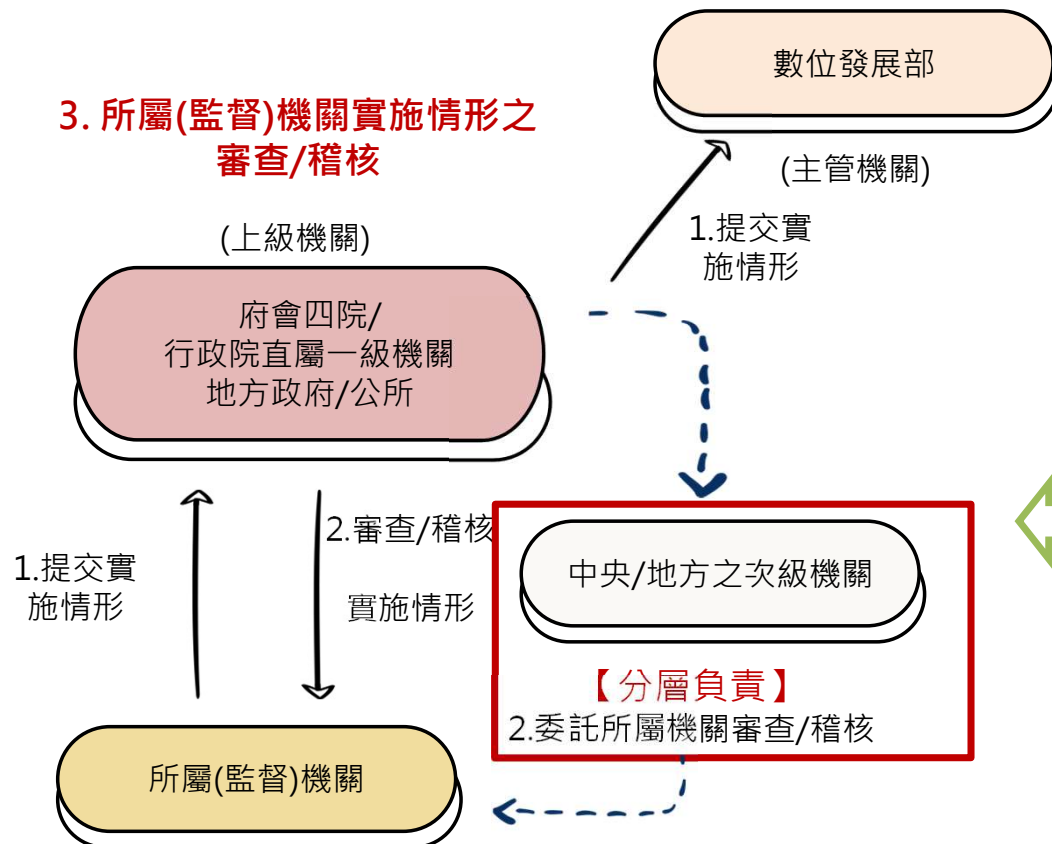 數位發展部
(主管機關)
3. 所屬(監督)機關實施情形之
審查/稽核
1.提交實
施情形
(上級機關)
府會四院/
行政院直屬一級機關
地方政府/公所
1.提交實
施情形
2.審查/稽核
實施情形
中央/地方之次級機關
【分層負責】
2.委託所屬機關審查/稽核
所屬(監督)機關